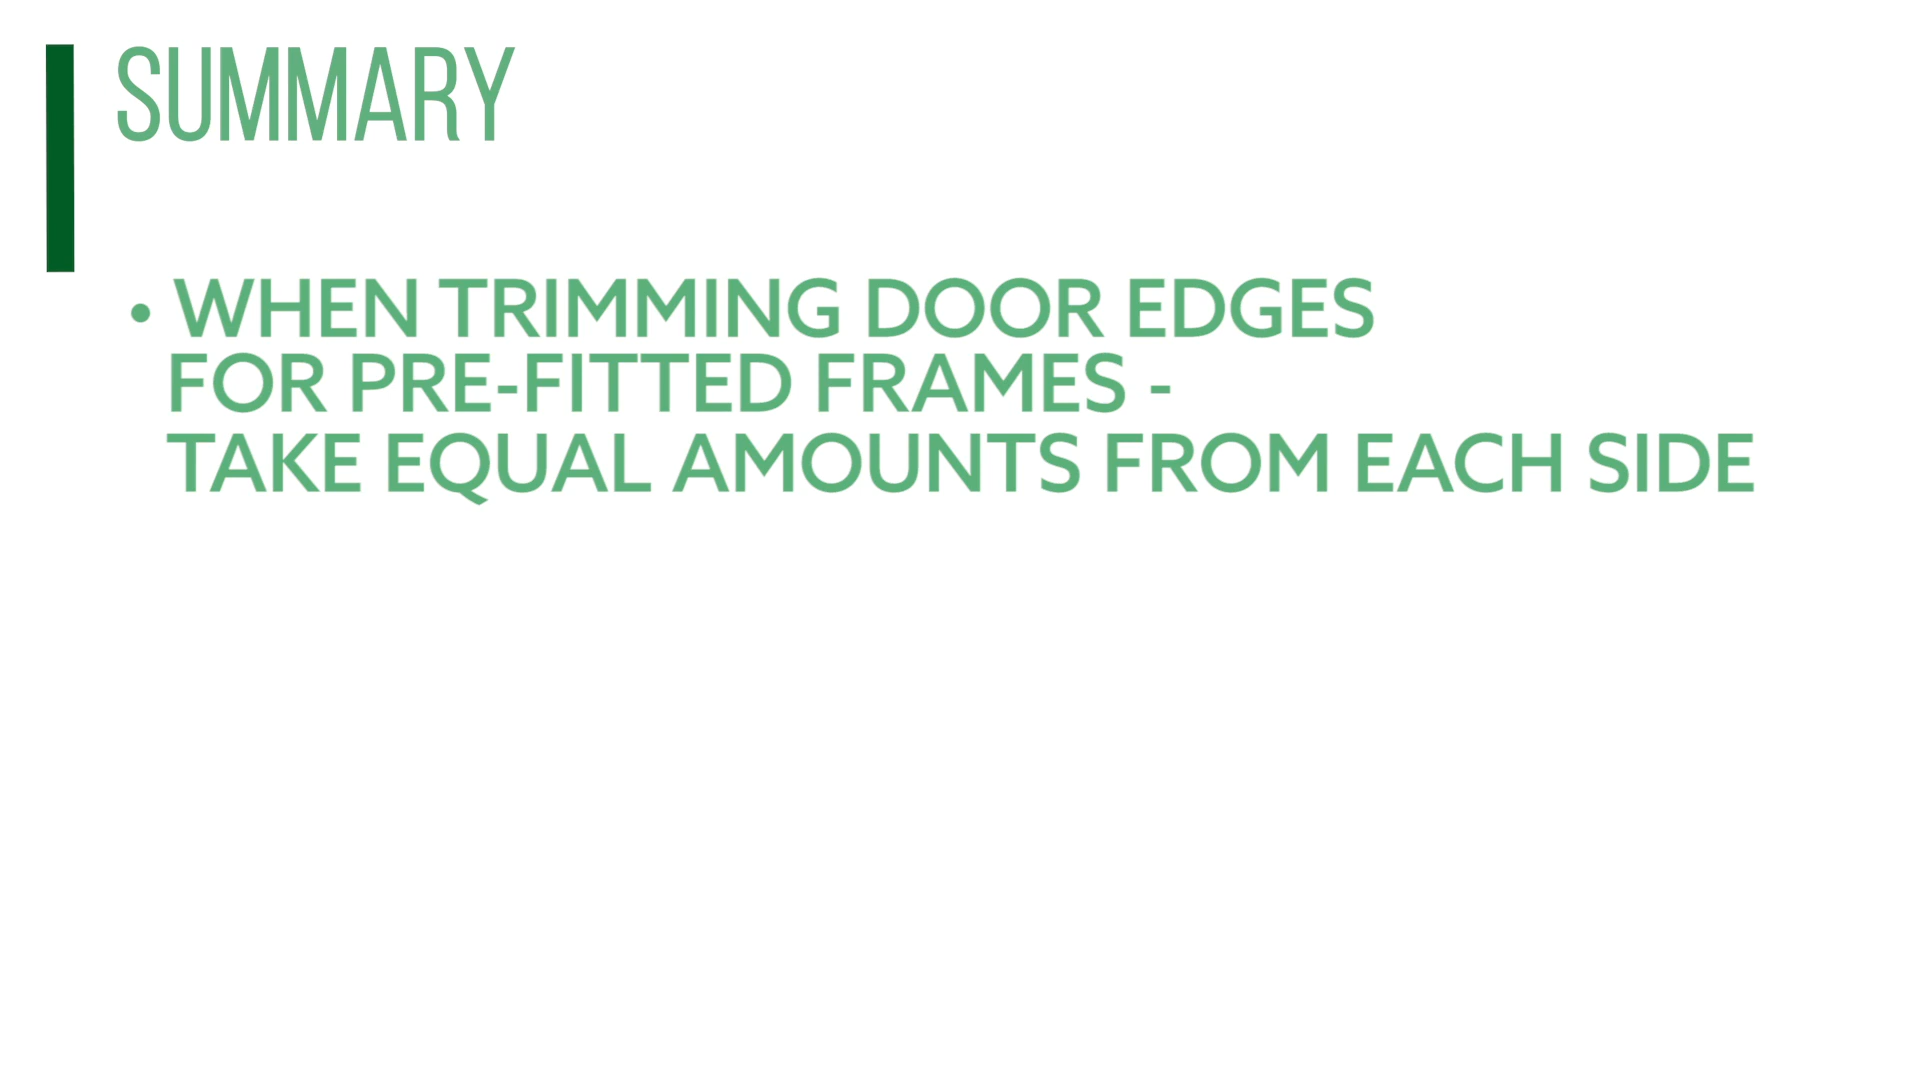 SUMMARY
• WHEN TRIMMING DOOR EDGES
FOR PRE-FITTED FRAMES -
TAKE EQUAL AMOUNTS FROM EACH SIDE